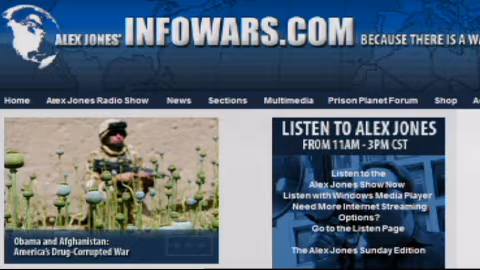 ALEX JONES' INFOWARS.COM BECAUSE THERE IS A WA
Home Alex Jones Radio Show News Sections Multimedia Prison Planet Forum Shop A
LISTEN TO ALEX JONES
FROM 11AM - 3PM CST
Listen to the
Alex Jones Show Now
Listen with Windows Media Player
Need More Internet Streaming
Options?
Go to the Listen Page
The Alex Jones Sunday Edition
Obama and Afghanistan:
America's Drug-Corrupted War